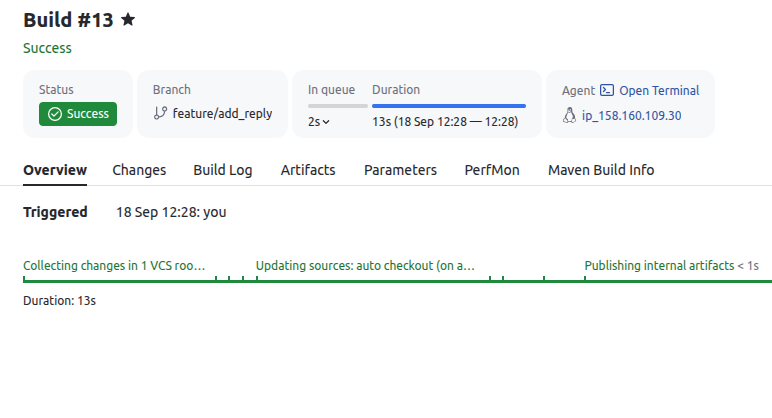 Build #13
Success
Status
Success
Branch
feature/add_reply
In queue Duration
2s 13s (18 Sep 12:28 — 12:28)
Agent Open Terminal
ip_158.160.109.30
Overview Changes Build Log Artifacts Parameters PerfMon Maven Build Info
Triggered 18 Sep 12:28: you
Collecting changes in 1 VCS roo... Updating sources: auto checkout (on a... Publishing internal artifacts < 1s
Duration: 13s